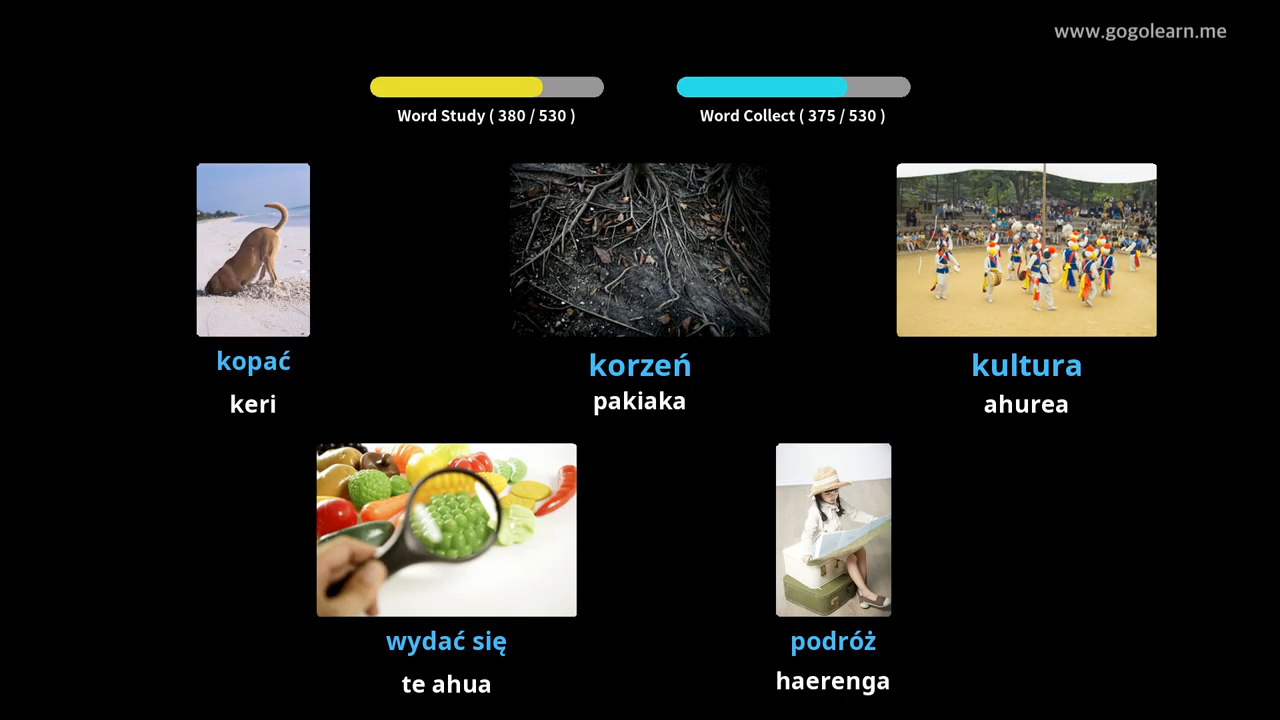 www.gogolearn.me
Word Study ( 380 / 530 )
Word Collect ( 375 / 530 )
kopać
keri
korzeń
pakiaka
kultura
ahurea
wydać się
te ahua
podróż
haerenga